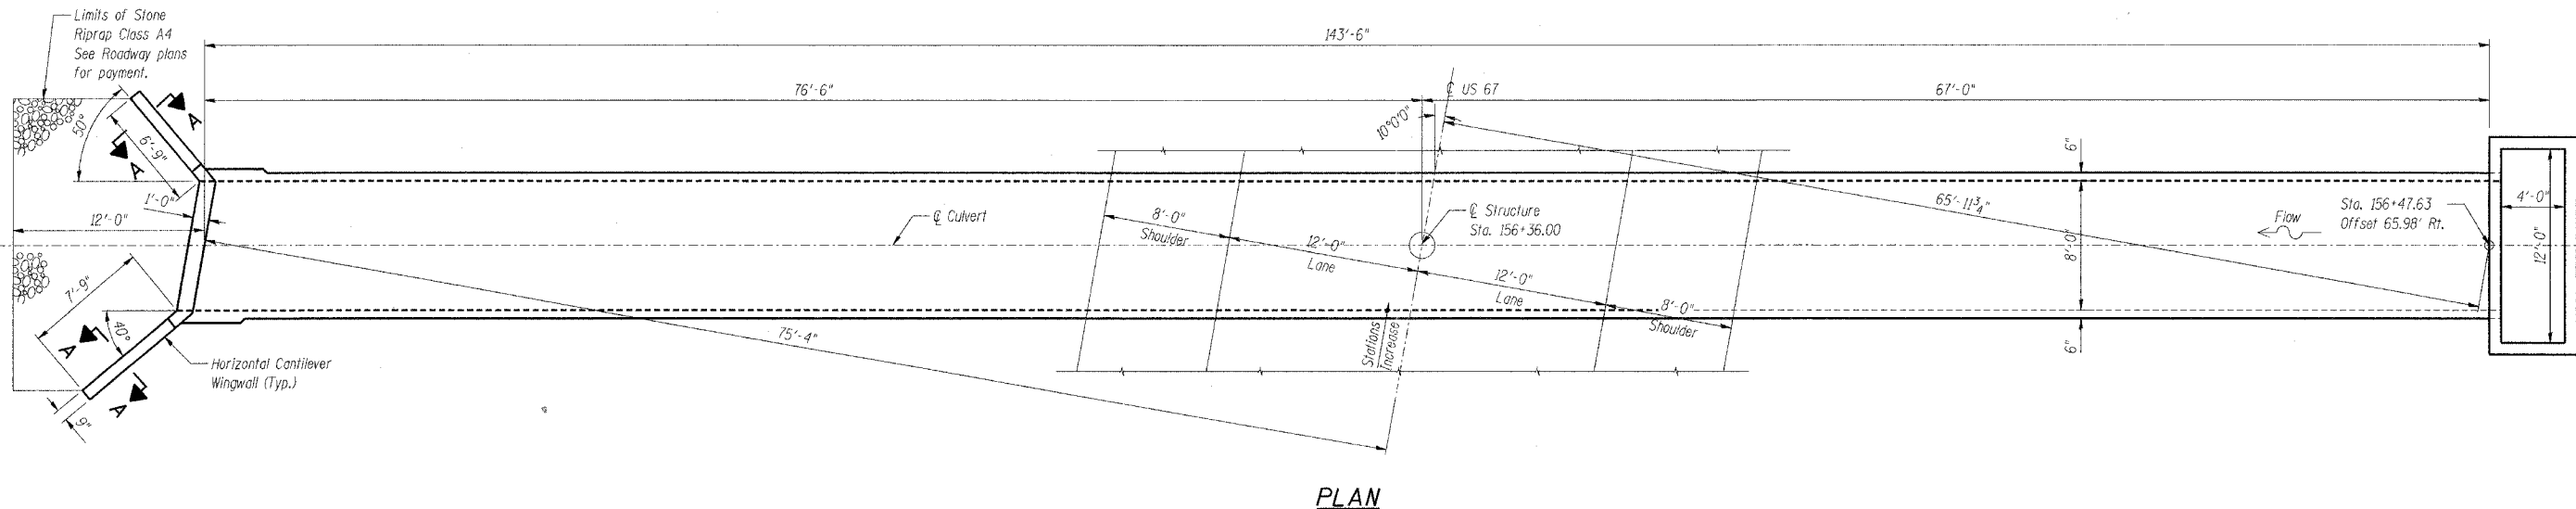 Limits of Stone
Riprap Class A4
See Roadway plans
for payment.
143'-6"
76'-6"
℄ US 67
67'-0"
10°0'0"
50°
A
A
6'-9"
6"
1'-0"
12'-0"
℄ Culvert
8'-0"
Shoulder
12'-0"
Lane
℄ Structure
Sta. 156+36.00
12'-0"
Lane
8'-0"
Shoulder
65'-11¾"
8'-0"
Flow
Sta. 156+47.63
Offset 65.98' Rt.
4'-0"
12'-0"
7'-9"
40°
A
A
9"
Horizontal Cantilever
Wingwall (Typ.)
75'-4"
Stations
Increase
6"
PLAN